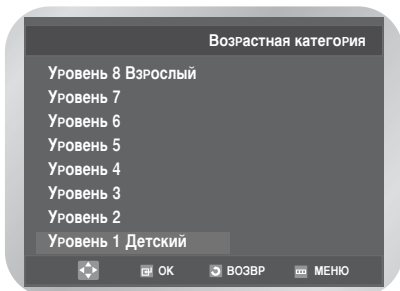 Возрастная категория
Уровень 8 Взрослый
Уровень 7
Уровень 6
Уровень 5
Уровень 4
Уровень 3
Уровень 2
Уровень 1 Детский
ОК ВОЗВР МЕНЮ